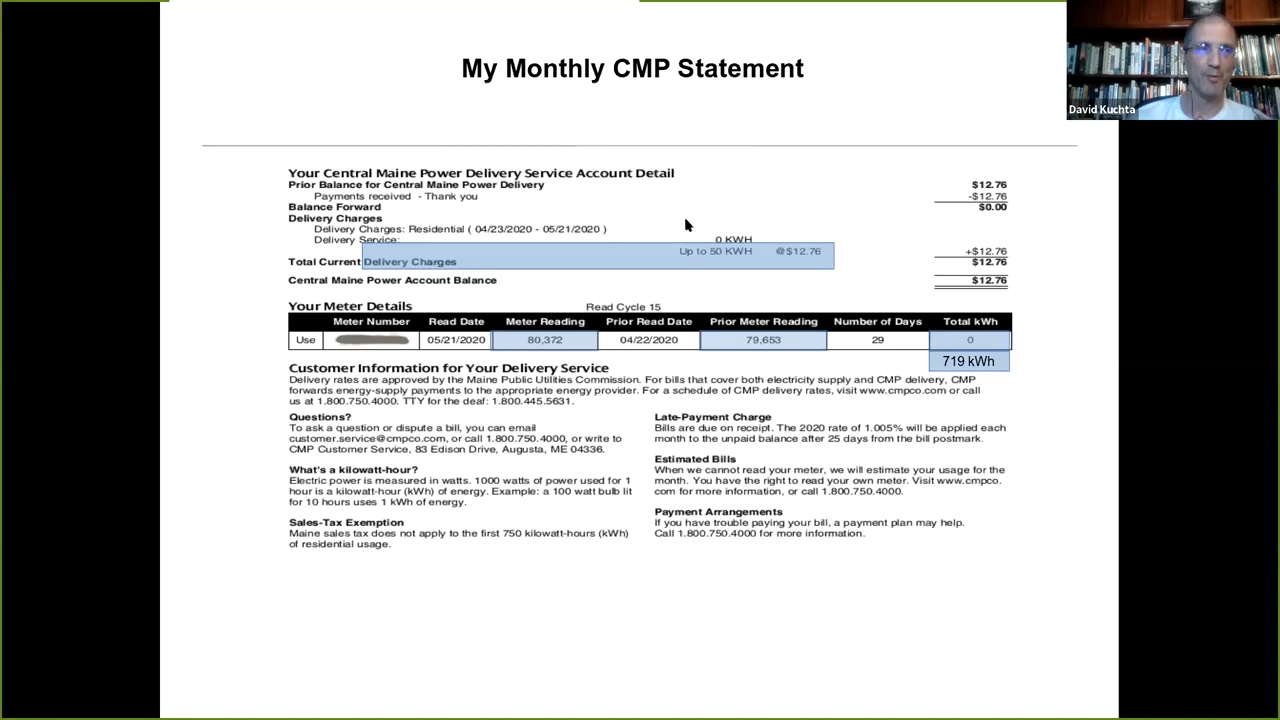 My Monthly CMP Statement
David Kuchta
Your Central Maine Power Delivery Service Account Detail
Prior Balance for Central Maine Power Delivery $12.76
Payments received - Thank you -$12.76
Balance Forward $0.00
Delivery Charges
Delivery Charges: Residential ( 04/23/2020 - 05/21/2020 )
Delivery Service: 0 KWH
Up to 50 KWH @$12.76 +$12.76
Total Current Delivery Charges $12.76
Central Maine Power Account Balance $12.76
Your Meter Details Read Cycle 15
Meter Number Read Date Meter Reading Prior Read Date Prior Meter Reading Number of Days Total kWh
Use 05/21/2020 80,372 04/22/2020 79,653 29 0
719 kWh
Customer Information for Your Delivery Service
Delivery rates are approved by the Maine Public Utilities Commission. For bills that cover both electricity supply and CMP delivery, CMP
forwards energy-supply payments to the appropriate energy provider. For a schedule of CMP delivery rates, visit www.cmpco.com or call
us at 1.800.750.4000. TTY for the deaf: 1.800.445.5631.
Questions?
To ask a question or dispute a bill, you can email
customer.service@cmpco.com, or call 1.800.750.4000, or write to
CMP Customer Service, 83 Edison Drive, Augusta, ME 04336.
What's a kilowatt-hour?
Electric power is measured in watts. 1000 watts of power used for 1
hour is a kilowatt-hour (kWh) of energy. Example: a 100 watt bulb lit
for 10 hours uses 1 kWh of energy.
Sales-Tax Exemption
Maine sales tax does not apply to the first 750 kilowatt-hours (kWh)
of residential usage.
Late-Payment Charge
Bills are due on receipt. The 2020 rate of 1.005% will be applied each
month to the unpaid balance after 25 days from the bill postmark.
Estimated Bills
When we cannot read your meter, we will estimate your usage for the
month. You have the right to read your own meter. Visit www.cmpco.
com for more information, or call 1.800.750.4000.
Payment Arrangements
If you have trouble paying your bill, a payment plan may help.
Call 1.800.750.4000 for more information.